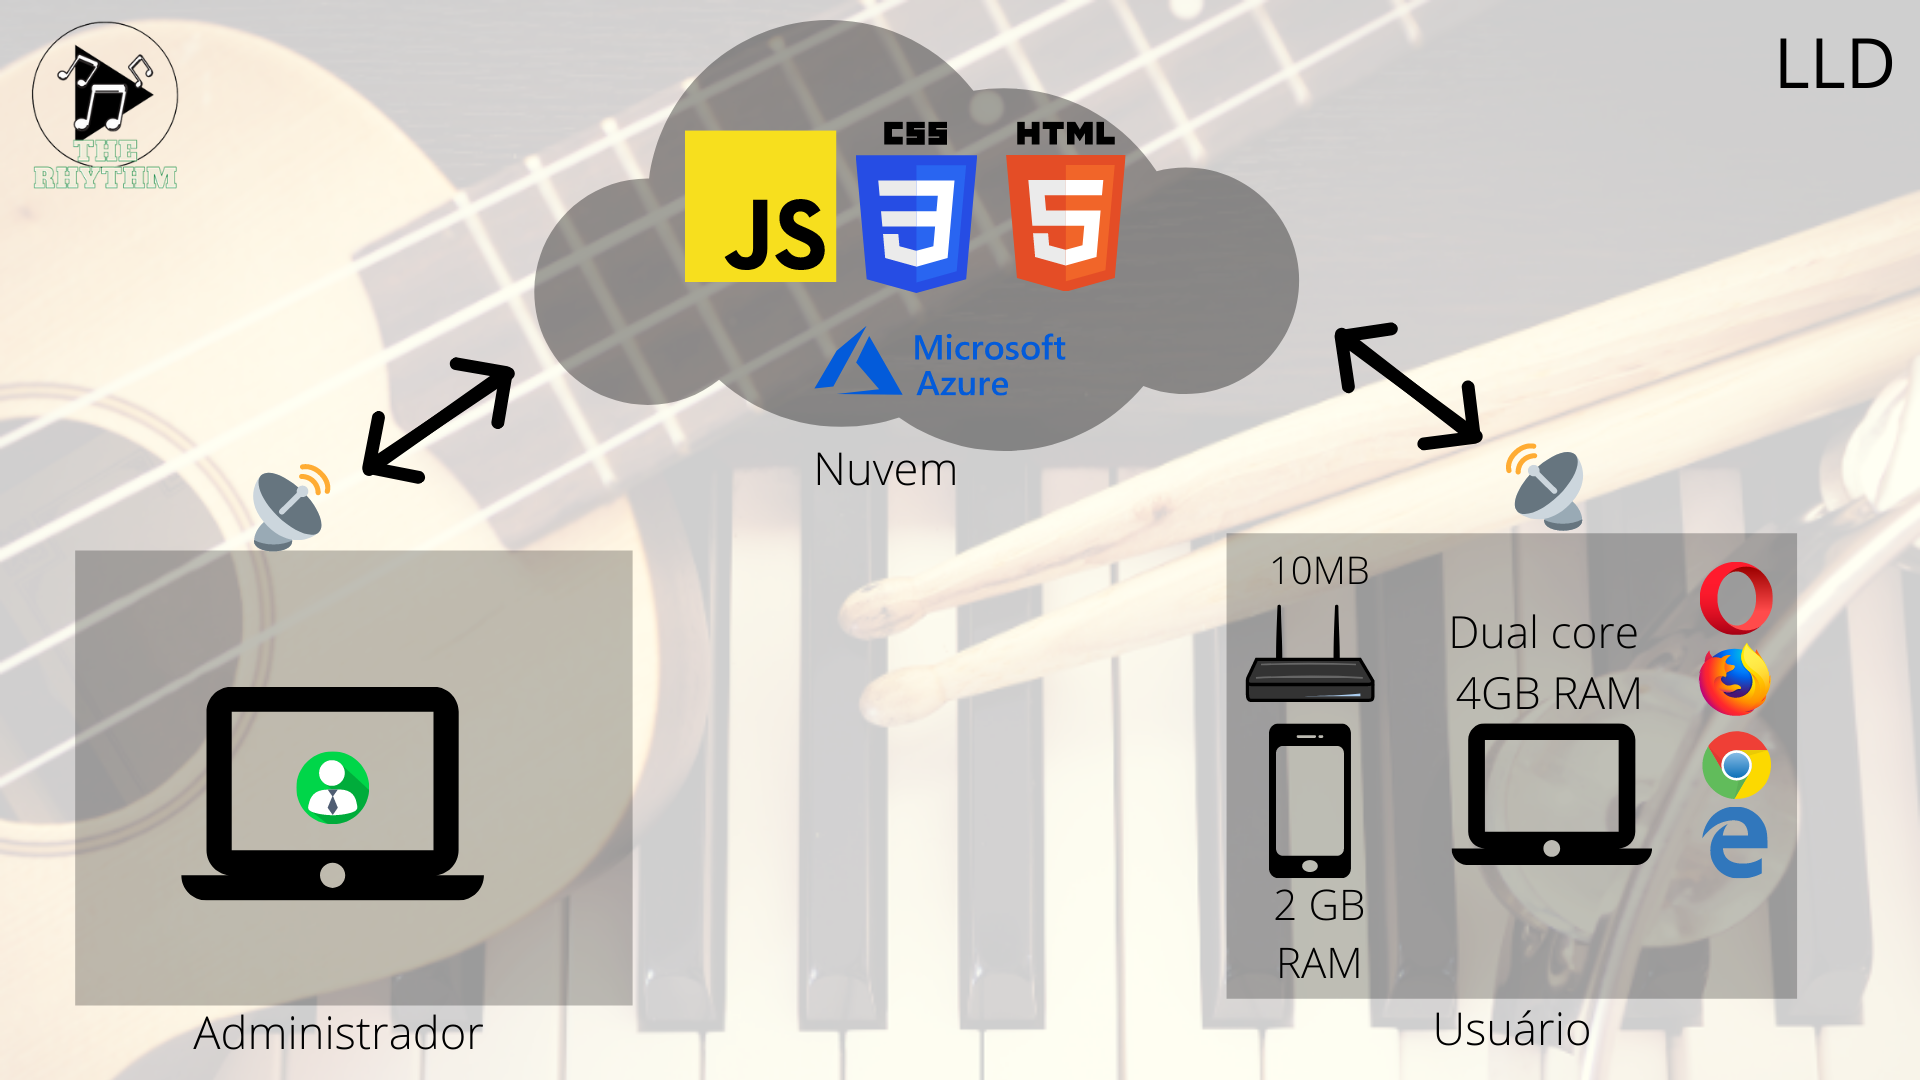 THE
RHYTHM
LLD
CSS
HTML
JS
Microsoft
Azure
Nuvem
10MB
Dual core
4GB RAM
2 GB
RAM
Administrador
Usuário